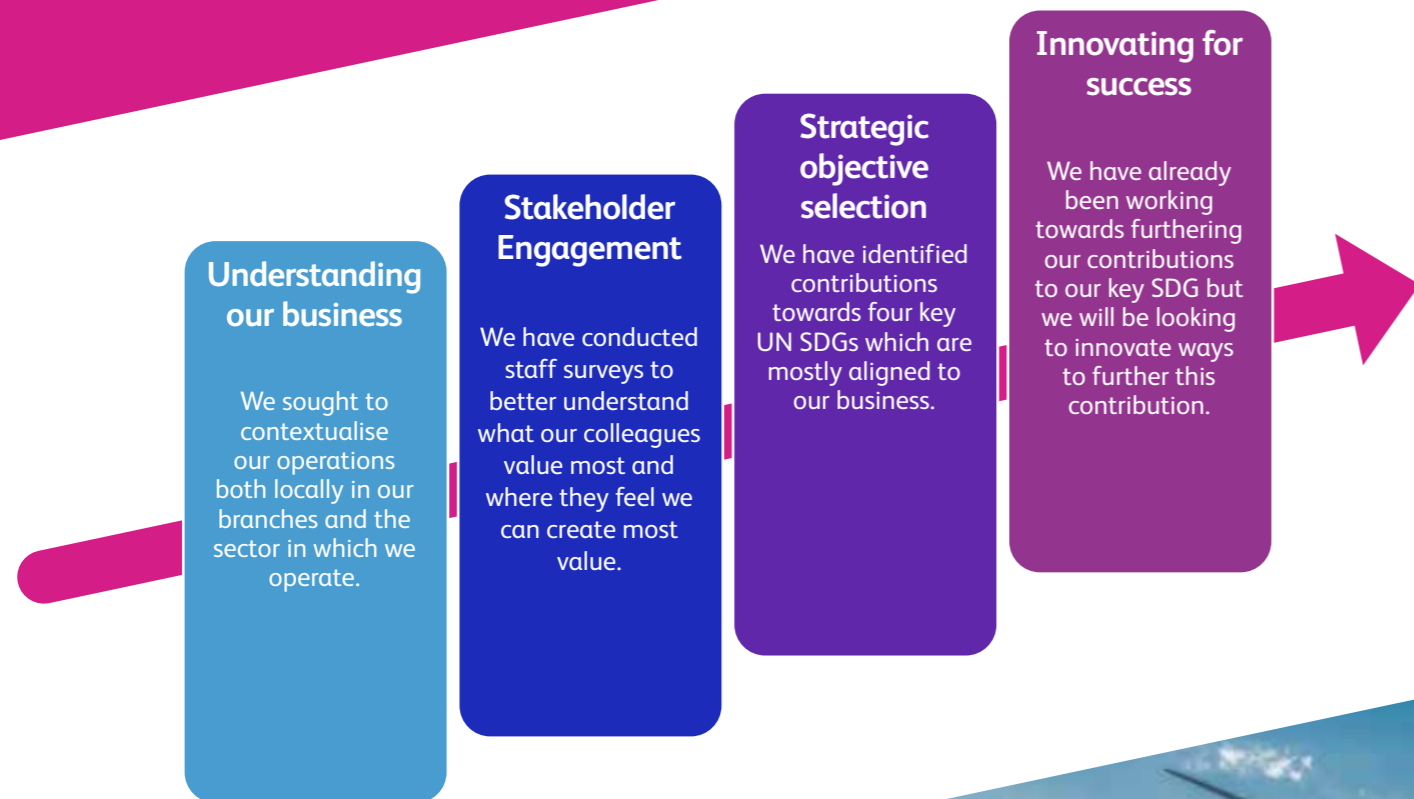 Understanding
our business
We sought to
contextualise
our operations
both locally in our
branches and the
sector in which we
operate.
Stakeholder
Engagement
We have conducted
staff surveys to
better understand
what our colleagues
value most and
where they feel we
can create most
value.
Strategic
objective
selection
We have identified
contributions
towards four key
UN SDGs which are
mostly aligned to
our business.
Innovating for
success
We have already
been working
towards furthering
our contributions
to our key SDG but
we will be looking
to innovate ways
to further this
contribution.